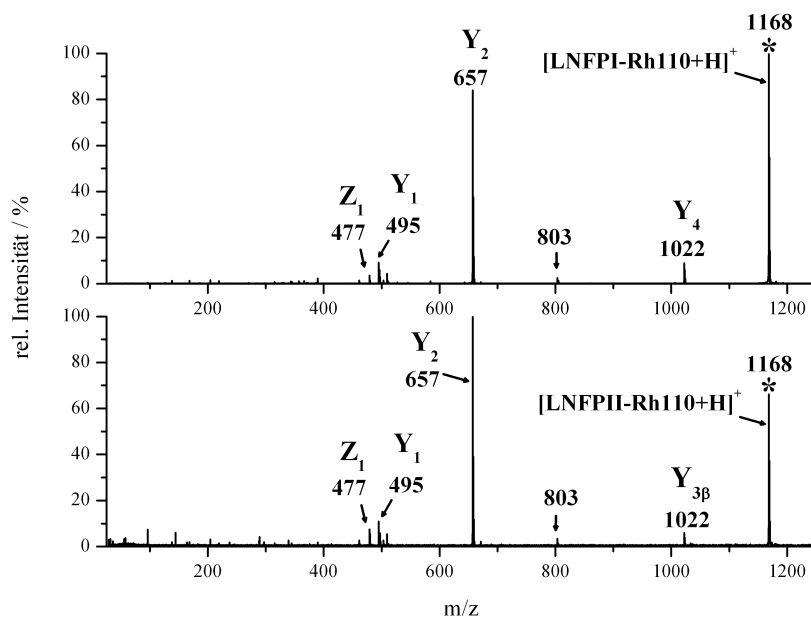 rel. Intensität / %
100
80
60
40
20
0
Y2
657
1168
*
[LNFPI-Rh110+H]+
Z1
477
Y1
495
803
Y4
1022
200 400 600 800 1000 1200
100
80
60
40
20
0
Y2
657
1168
*
[LNFPII-Rh110+H]+
Z1
477
Y1
495
803
Y3β
1022
200 400 600 800 1000 1200
m/z